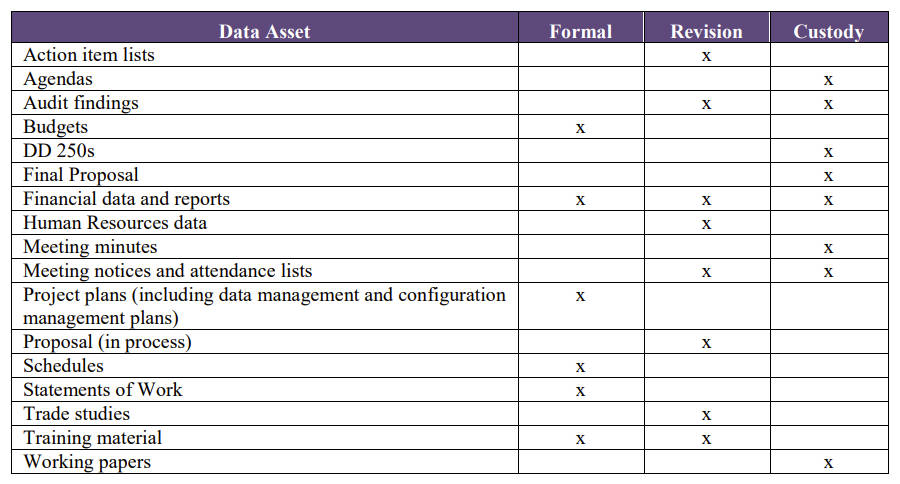 Data Asset Formal Revision Custody
Action item lists x
Agendas x
Audit findings x x
Budgets x
DD 250s x
Final Proposal x
Financial data and reports x x x
Human Resources data x
Meeting minutes x
Meeting notices and attendance lists x x
Project plans (including data management and configuration x
management plans)
Proposal (in process) x
Schedules x
Statements of Work x
Trade studies x
Training material x x
Working papers x